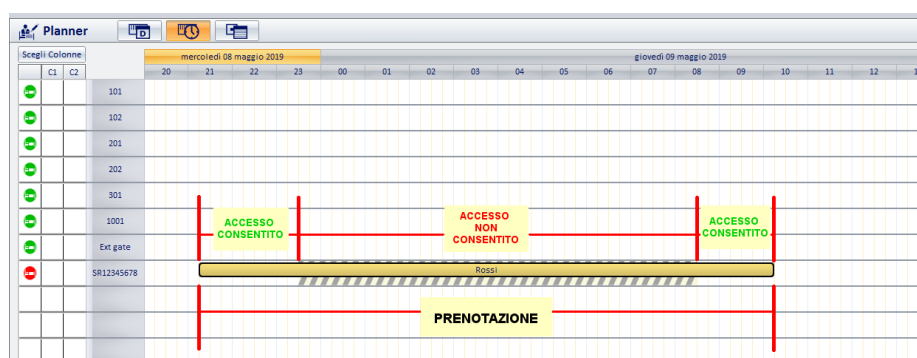 Planner
D
Scegli Colonne
mercoledì 08 maggio 2019
giovedì 09 maggio 2019
C1 C2
20 21 22 23 00 01 02 03 04 05 06 07 08 09 10 11 12
101
102
201
202
301
1001
ACCESSO
CONSENTITO
ACCESSO
NON
CONSENTITO
ACCESSO
CONSENTITO
Ext gate
SR12345678
Rossi
PRENOTAZIONE